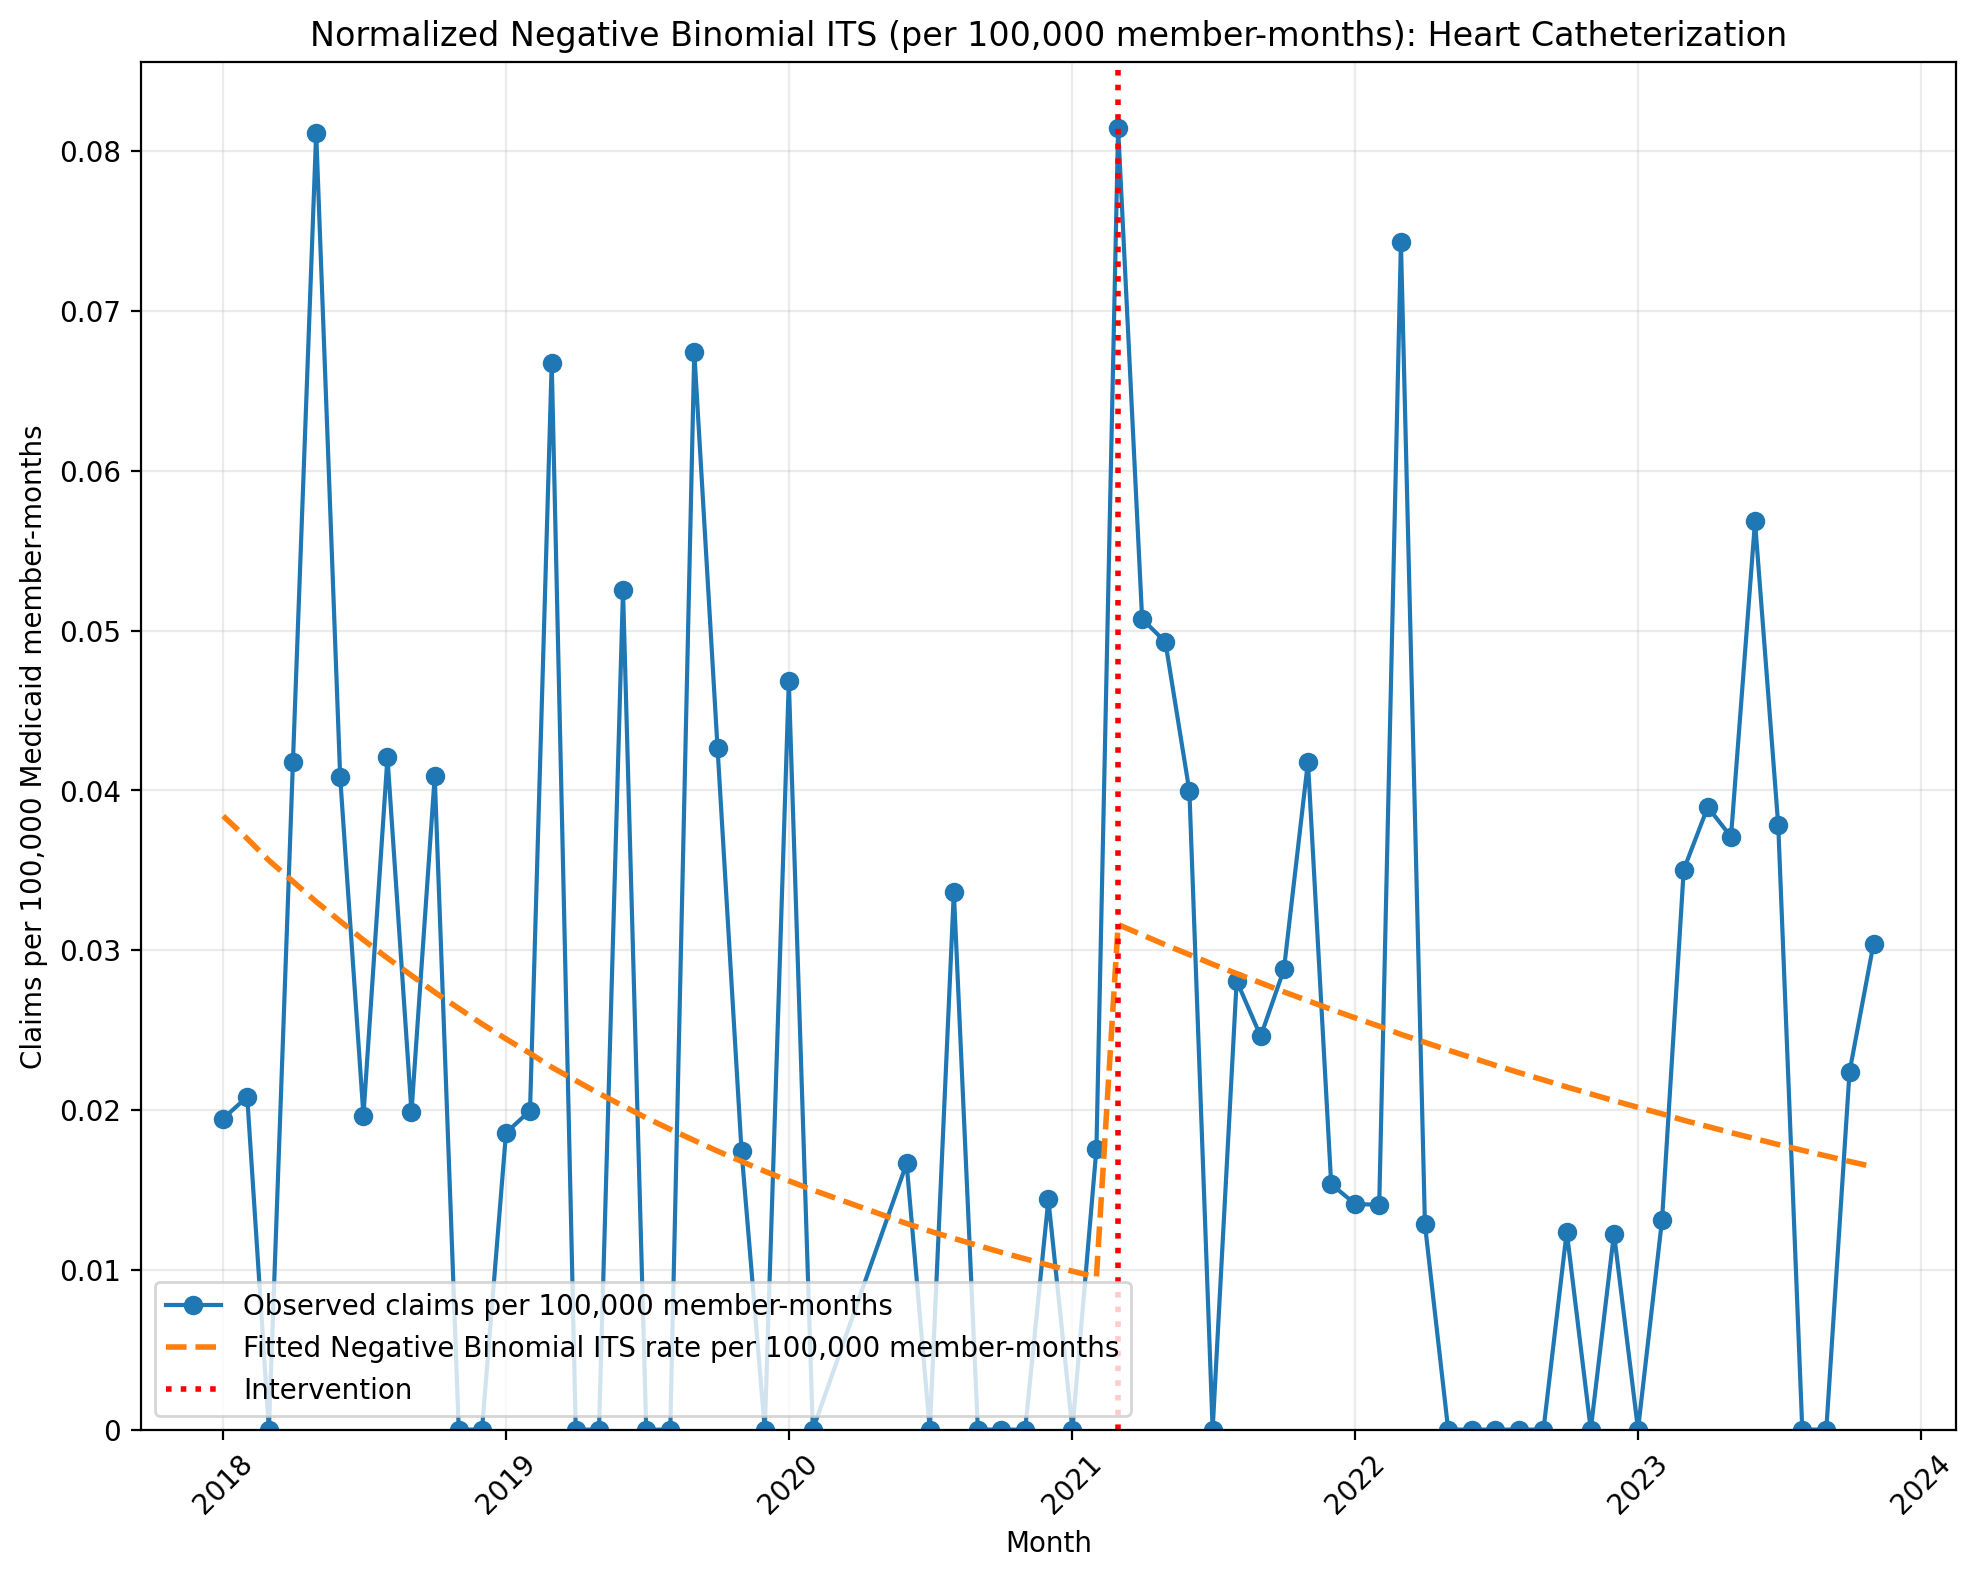 Normalized Negative Binomial ITS (per 100,000 member-months): Heart Catheterization
Claims per 100,000 Medicaid member-months
0.08
0.07
0.06
0.05
0.04
0.03
0.02
0.01
0
Observed claims per 100,000 member-months
Fitted Negative Binomial ITS rate per 100,000 member-months
Intervention
2018
2019
2020
2021
2022
2023
2024
Month